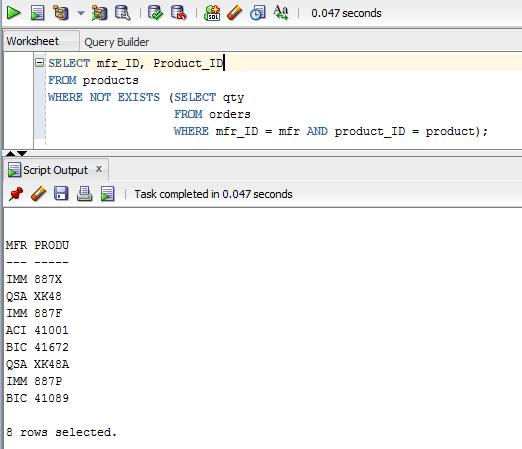 0.047 seconds
Worksheet Query Builder
SELECT mfr_ID, Product_ID
FROM products
WHERE NOT EXISTS (SELECT qty
FROM orders
WHERE mfr_ID = mfr AND product_ID = product);
Script Output x
Task completed in 0.047 seconds
MFR PRODU
--- -----
IMM 887X
QSA XK48
IMM 887F
ACI 41001
BIC 41672
QSA XK48A
IMM 887P
BIC 41089
8 rows selected.